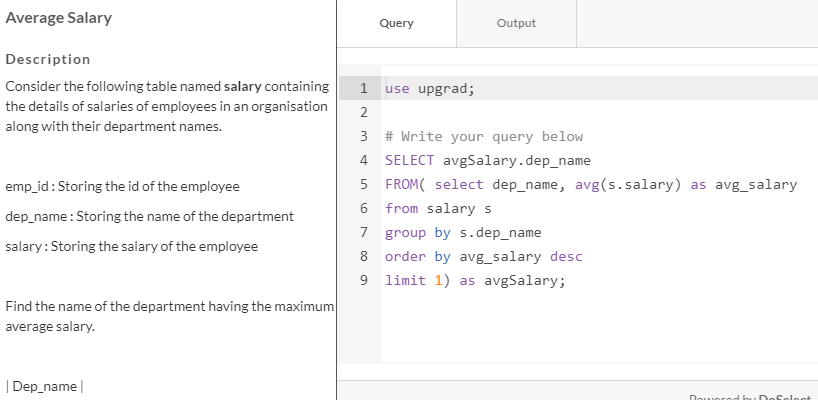 Average Salary
Description
Consider the following table named salary containing
the details of salaries of employees in an organisation
along with their department names.
emp_id : Storing the id of the employee
dep_name : Storing the name of the department
salary : Storing the salary of the employee
Find the name of the department having the maximum
average salary.
| Dep_name |
Query Output
1 use upgrad;
2
3 # Write your query below
4 SELECT avgSalary.dep_name
5 FROM( select dep_name, avg(s.salary) as avg_salary
6 from salary s
7 group by s.dep_name
8 order by avg_salary desc
9 limit 1) as avgSalary;
Powered by DoSelect